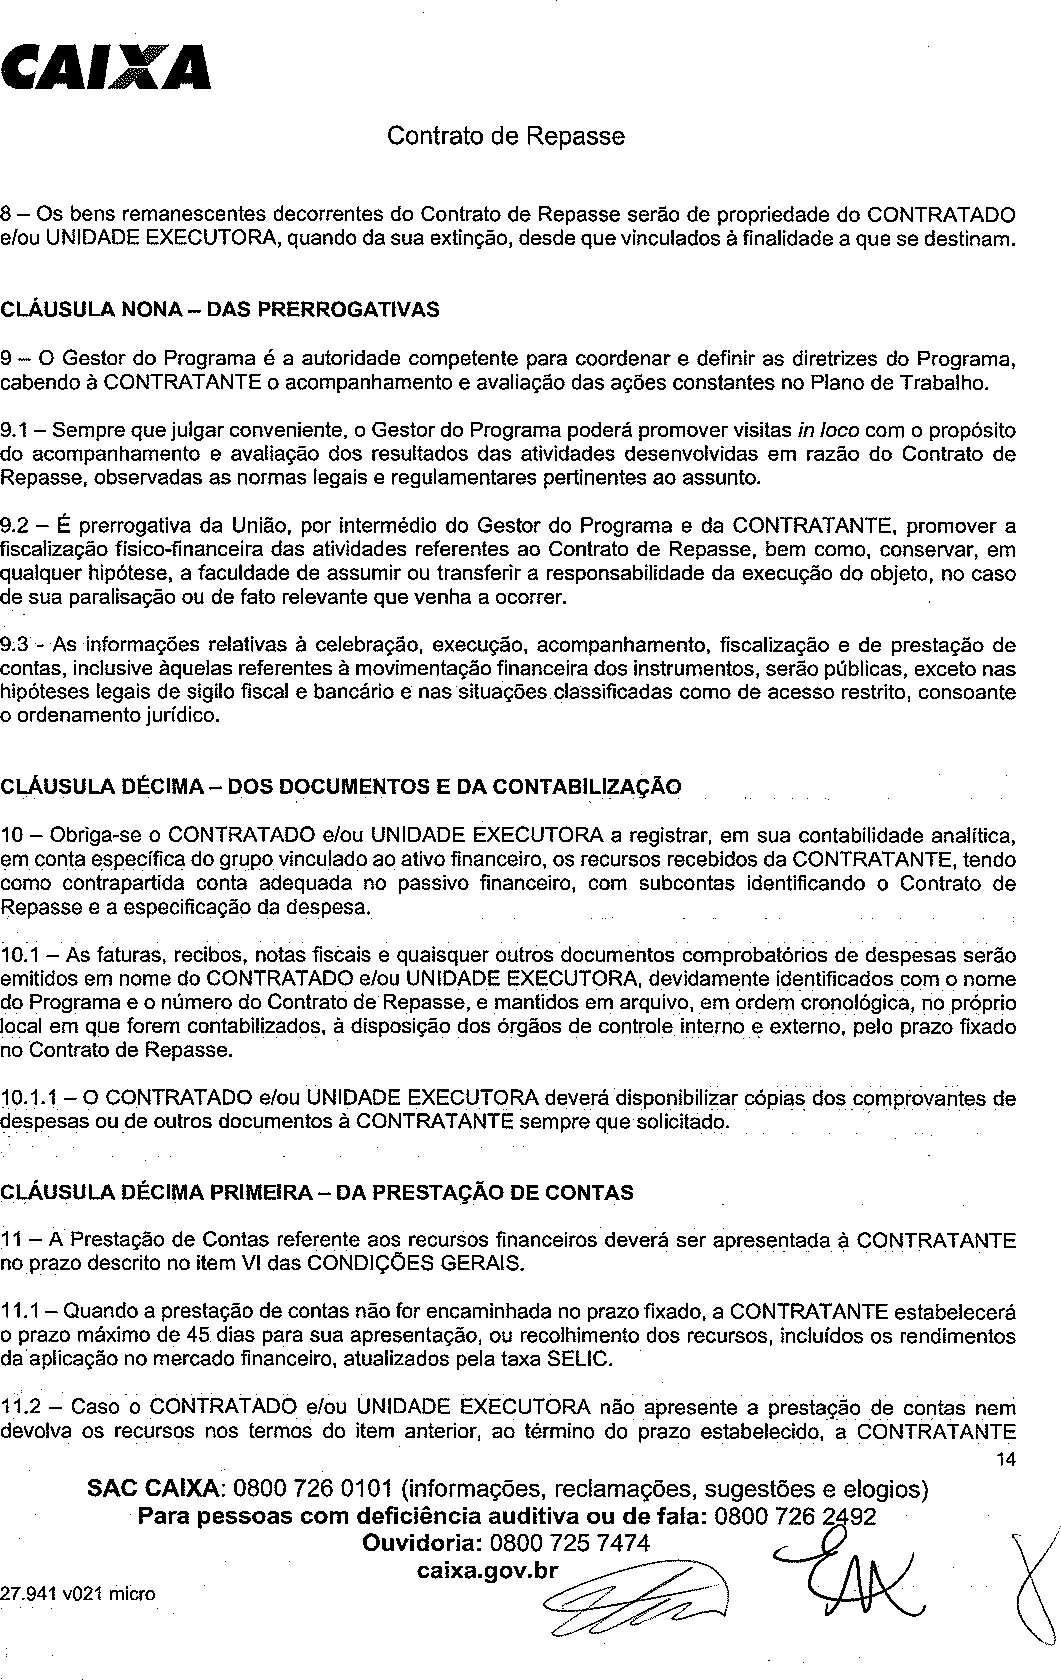 CAIXA
Contrato de Repasse
8 – Os bens remanescentes decorrentes do Contrato de Repasse serão de propriedade do CONTRATADO
e/ou UNIDADE EXECUTORA, quando da sua extinção, desde que vinculados à finalidade a que se destinam.
CLÁUSULA NONA – DAS PRERROGATIVAS
9 – O Gestor do Programa é a autoridade competente para coordenar e definir as diretrizes do Programa,
cabendo à CONTRATANTE o acompanhamento e avaliação das ações constantes no Plano de Trabalho.
9.1 – Sempre que julgar conveniente, o Gestor do Programa poderá promover visitas in loco com o propósito
do acompanhamento e avaliação dos resultados das atividades desenvolvidas em razão do Contrato de
Repasse, observadas as normas legais e regulamentares pertinentes ao assunto.
9.2 – É prerrogativa da União, por intermédio do Gestor do Programa e da CONTRATANTE, promover a
fiscalização físico-financeira das atividades referentes ao Contrato de Repasse, bem como, conservar, em
qualquer hipótese, a faculdade de assumir ou transferir a responsabilidade da execução do objeto, no caso
de sua paralisação ou de fato relevante que venha a ocorrer.
9.3 - As informações relativas à celebração, execução, acompanhamento, fiscalização e de prestação de
contas, inclusive àquelas referentes à movimentação financeira dos instrumentos, serão públicas, exceto nas
hipóteses legais de sigilo fiscal e bancário e nas situações classificadas como de acesso restrito, consoante
o ordenamento jurídico.
CLÁUSULA DÉCIMA – DOS DOCUMENTOS E DA CONTABILIZAÇÃO
10 – Obriga-se o CONTRATADO e/ou UNIDADE EXECUTORA a registrar, em sua contabilidade analítica,
em conta específica do grupo vinculado ao ativo financeiro, os recursos recebidos da CONTRATANTE, tendo
como contrapartida conta adequada no passivo financeiro, com subcontas identificando o Contrato de
Repasse e a especificação da despesa.
10.1 – As faturas, recibos, notas fiscais e quaisquer outros documentos comprobatórios de despesas serão
emitidos em nome do CONTRATADO e/ou UNIDADE EXECUTORA, devidamente identificados com o nome
do Programa e o número do Contrato de Repasse, e mantidos em arquivo, em ordem cronológica, no próprio
local em que forem contabilizados, à disposição dos órgãos de controle interno e externo, pelo prazo fixado
no Contrato de Repasse.
10.1.1 – O CONTRATADO e/ou UNIDADE EXECUTORA deverá disponibilizar cópias dos comprovantes de
despesas ou de outros documentos à CONTRATANTE sempre que solicitado.
CLÁUSULA DÉCIMA PRIMEIRA – DA PRESTAÇÃO DE CONTAS
11 – A Prestação de Contas referente aos recursos financeiros deverá ser apresentada à CONTRATANTE
no prazo descrito no item VI das CONDIÇÕES GERAIS.
11.1 – Quando a prestação de contas não for encaminhada no prazo fixado, a CONTRATANTE estabelecerá
o prazo máximo de 45 dias para sua apresentação, ou recolhimento dos recursos, incluídos os rendimentos
da aplicação no mercado financeiro, atualizados pela taxa SELIC.
11.2 – Caso o CONTRATADO e/ou UNIDADE EXECUTORA não apresente a prestação de contas nem
devolva os recursos nos termos do item anterior, ao término do prazo estabelecido, a CONTRATANTE
14
SAC CAIXA: 0800 726 0101 (informações, reclamações, sugestões e elogios)
Para pessoas com deficiência auditiva ou de fala: 0800 726 2492
Ouvidoria: 0800 725 7474
caixa.gov.br
27.941 v021 micro